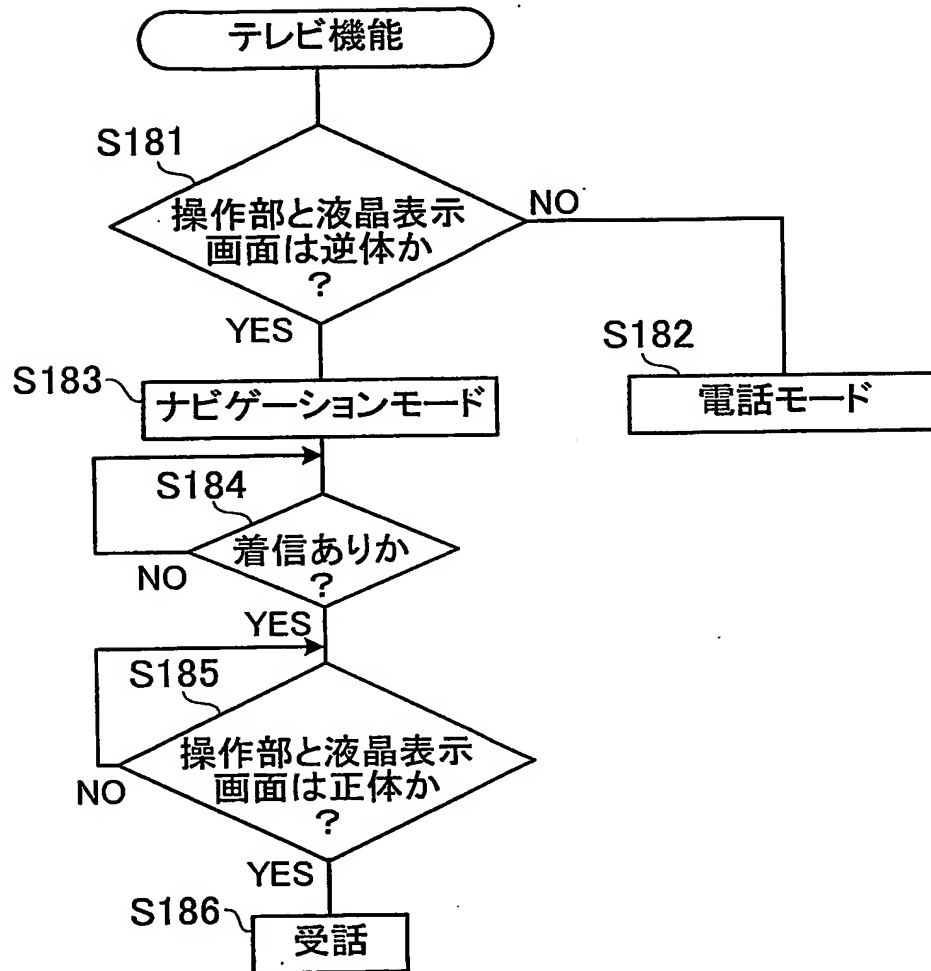 テレビ機能
S181
操作部と液晶表示
画面は逆体か
?
NO
YES
S182
電話モード
S183
ナビゲーションモード
S184
着信ありか
?
NO
YES
S185
操作部と液晶表示
画面は正体か
?
NO
YES
S186
受話